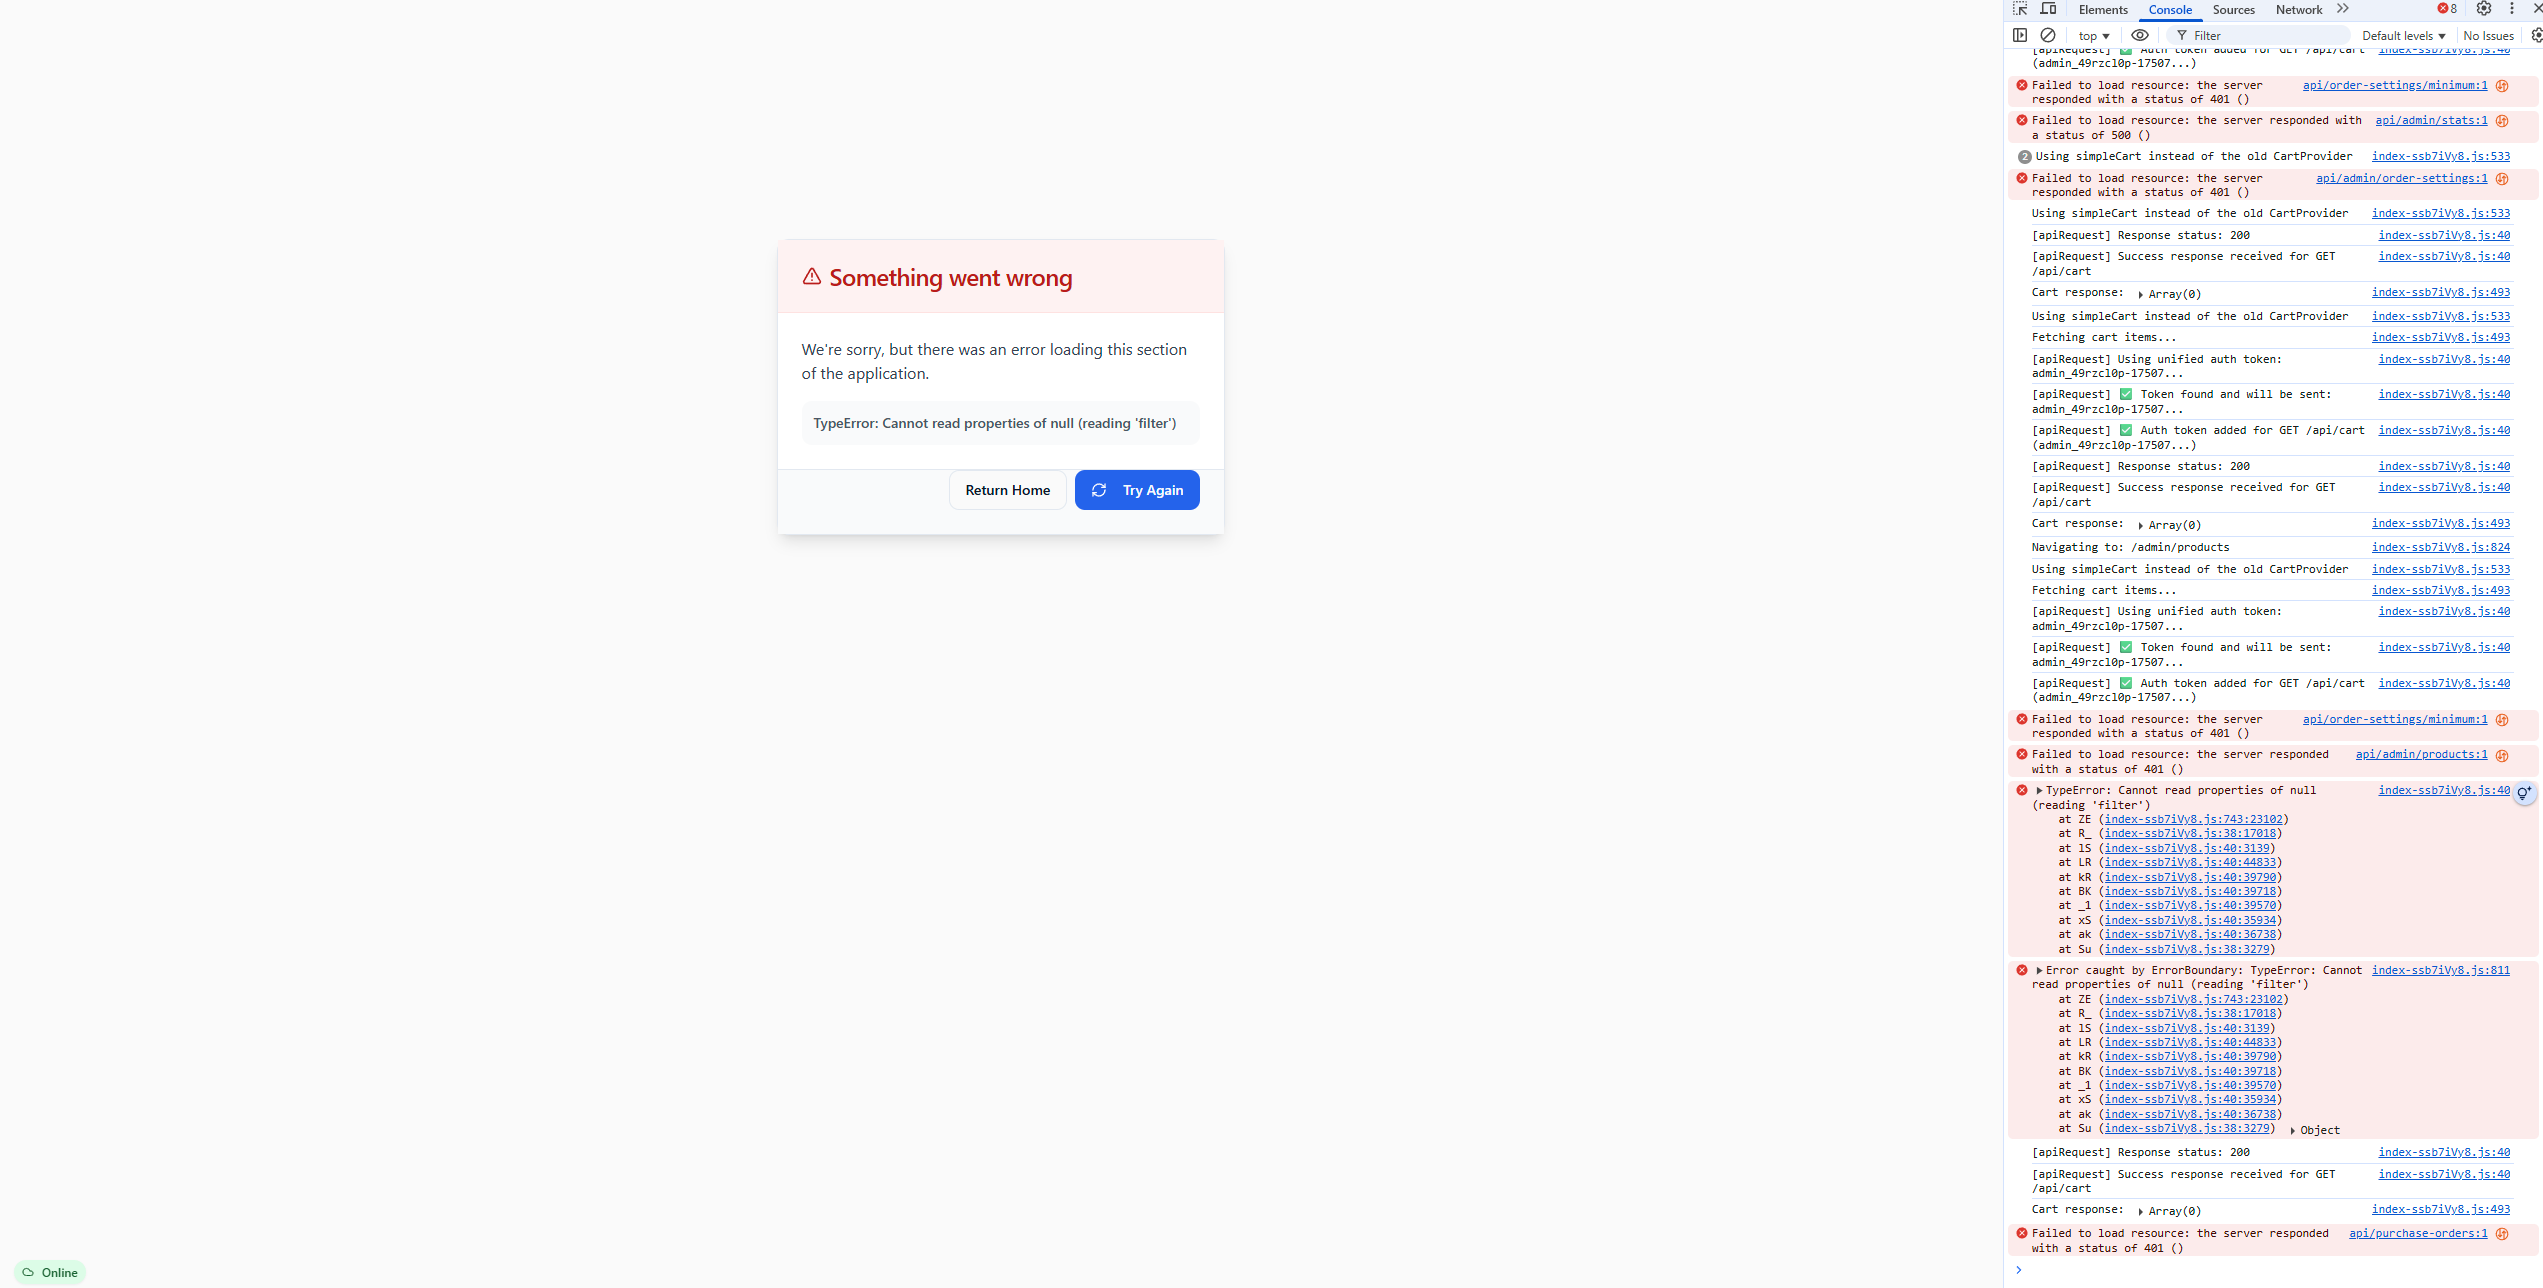 Something went wrong
We're sorry, but there was an error loading this section
of the application.
TypeError: Cannot read properties of null (reading 'filter')
Return Home
Try Again
Online
Elements Console Sources Network 8
top Filter Default levels No Issues
[apiRequest] ✅ Auth token added for GET /api/cart index-ssb7iVy8.js:40
(admin_49rzcl0p-17507...)
Failed to load resource: the server api/order-settings/minimum:1
responded with a status of 401 ()
Failed to load resource: the server responded with api/admin/stats:1
a status of 500 ()
2 Using simpleCart instead of the old CartProvider index-ssb7iVy8.js:533
Failed to load resource: the server api/admin/order-settings:1
responded with a status of 401 ()
Using simpleCart instead of the old CartProvider index-ssb7iVy8.js:533
[apiRequest] Response status: 200 index-ssb7iVy8.js:40
[apiRequest] Success response received for GET index-ssb7iVy8.js:40
/api/cart
Cart response: ▶ Array(0) index-ssb7iVy8.js:493
Using simpleCart instead of the old CartProvider index-ssb7iVy8.js:533
Fetching cart items... index-ssb7iVy8.js:493
[apiRequest] Using unified auth token: index-ssb7iVy8.js:40
admin_49rzcl0p-17507...
[apiRequest] ✅ Token found and will be sent: index-ssb7iVy8.js:40
admin_49rzcl0p-17507...
[apiRequest] ✅ Auth token added for GET /api/cart index-ssb7iVy8.js:40
(admin_49rzcl0p-17507...)
[apiRequest] Response status: 200 index-ssb7iVy8.js:40
[apiRequest] Success response received for GET index-ssb7iVy8.js:40
/api/cart
Cart response: ▶ Array(0) index-ssb7iVy8.js:493
Navigating to: /admin/products index-ssb7iVy8.js:824
Using simpleCart instead of the old CartProvider index-ssb7iVy8.js:533
Fetching cart items... index-ssb7iVy8.js:493
[apiRequest] Using unified auth token: index-ssb7iVy8.js:40
admin_49rzcl0p-17507...
[apiRequest] ✅ Token found and will be sent: index-ssb7iVy8.js:40
admin_49rzcl0p-17507...
[apiRequest] ✅ Auth token added for GET /api/cart index-ssb7iVy8.js:40
(admin_49rzcl0p-17507...)
Failed to load resource: the server api/order-settings/minimum:1
responded with a status of 401 ()
Failed to load resource: the server responded api/admin/products:1
with a status of 401 ()
▶TypeError: Cannot read properties of null index-ssb7iVy8.js:40
(reading 'filter')
at ZE (index-ssb7iVy8.js:743:23102)
at R_ (index-ssb7iVy8.js:38:17018)
at lS (index-ssb7iVy8.js:40:3139)
at LR (index-ssb7iVy8.js:40:44833)
at kR (index-ssb7iVy8.js:40:39790)
at BK (index-ssb7iVy8.js:40:39718)
at _1 (index-ssb7iVy8.js:40:39570)
at xS (index-ssb7iVy8.js:40:35934)
at ak (index-ssb7iVy8.js:40:36738)
at Su (index-ssb7iVy8.js:38:3279)
▶Error caught by ErrorBoundary: TypeError: Cannot index-ssb7iVy8.js:811
read properties of null (reading 'filter')
at ZE (index-ssb7iVy8.js:743:23102)
at R_ (index-ssb7iVy8.js:38:17018)
at lS (index-ssb7iVy8.js:40:3139)
at LR (index-ssb7iVy8.js:40:44833)
at kR (index-ssb7iVy8.js:40:39790)
at BK (index-ssb7iVy8.js:40:39718)
at _1 (index-ssb7iVy8.js:40:39570)
at xS (index-ssb7iVy8.js:40:35934)
at ak (index-ssb7iVy8.js:40:36738)
at Su (index-ssb7iVy8.js:38:3279) ▶ Object
[apiRequest] Response status: 200 index-ssb7iVy8.js:40
[apiRequest] Success response received for GET index-ssb7iVy8.js:40
/api/cart
Cart response: ▶ Array(0) index-ssb7iVy8.js:493
Failed to load resource: the server responded api/purchase-orders:1
with a status of 401 ()